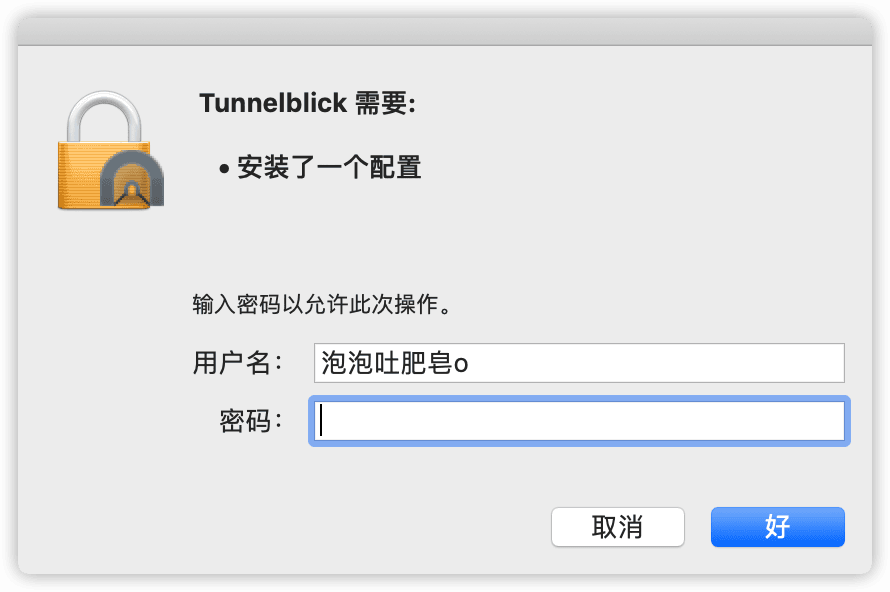 Tunnelblick 需要:
• 安装了一个配置
输入密码以允许此次操作。
用户名： 泡泡吐肥皂o
密码：
取消 好